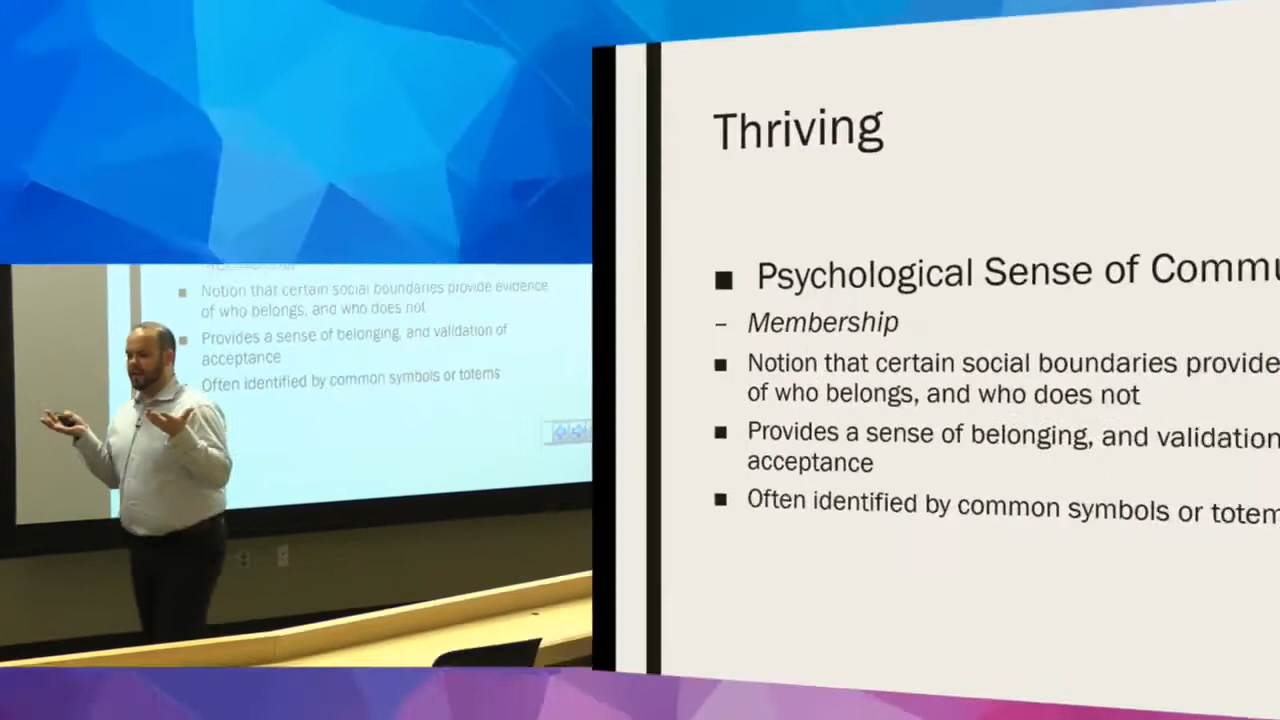 Thriving
■ Psychological Sense of Commu
– Membership
■ Notion that certain social boundaries provide
of who belongs, and who does not
■ Provides a sense of belonging, and validation
acceptance
■ Often identified by common symbols or totem
■ Notion that certain social boundaries provide evidence
of who belongs, and who does not
■ Provides a sense of belonging, and validation of
acceptance
Often identified by common symbols or totems